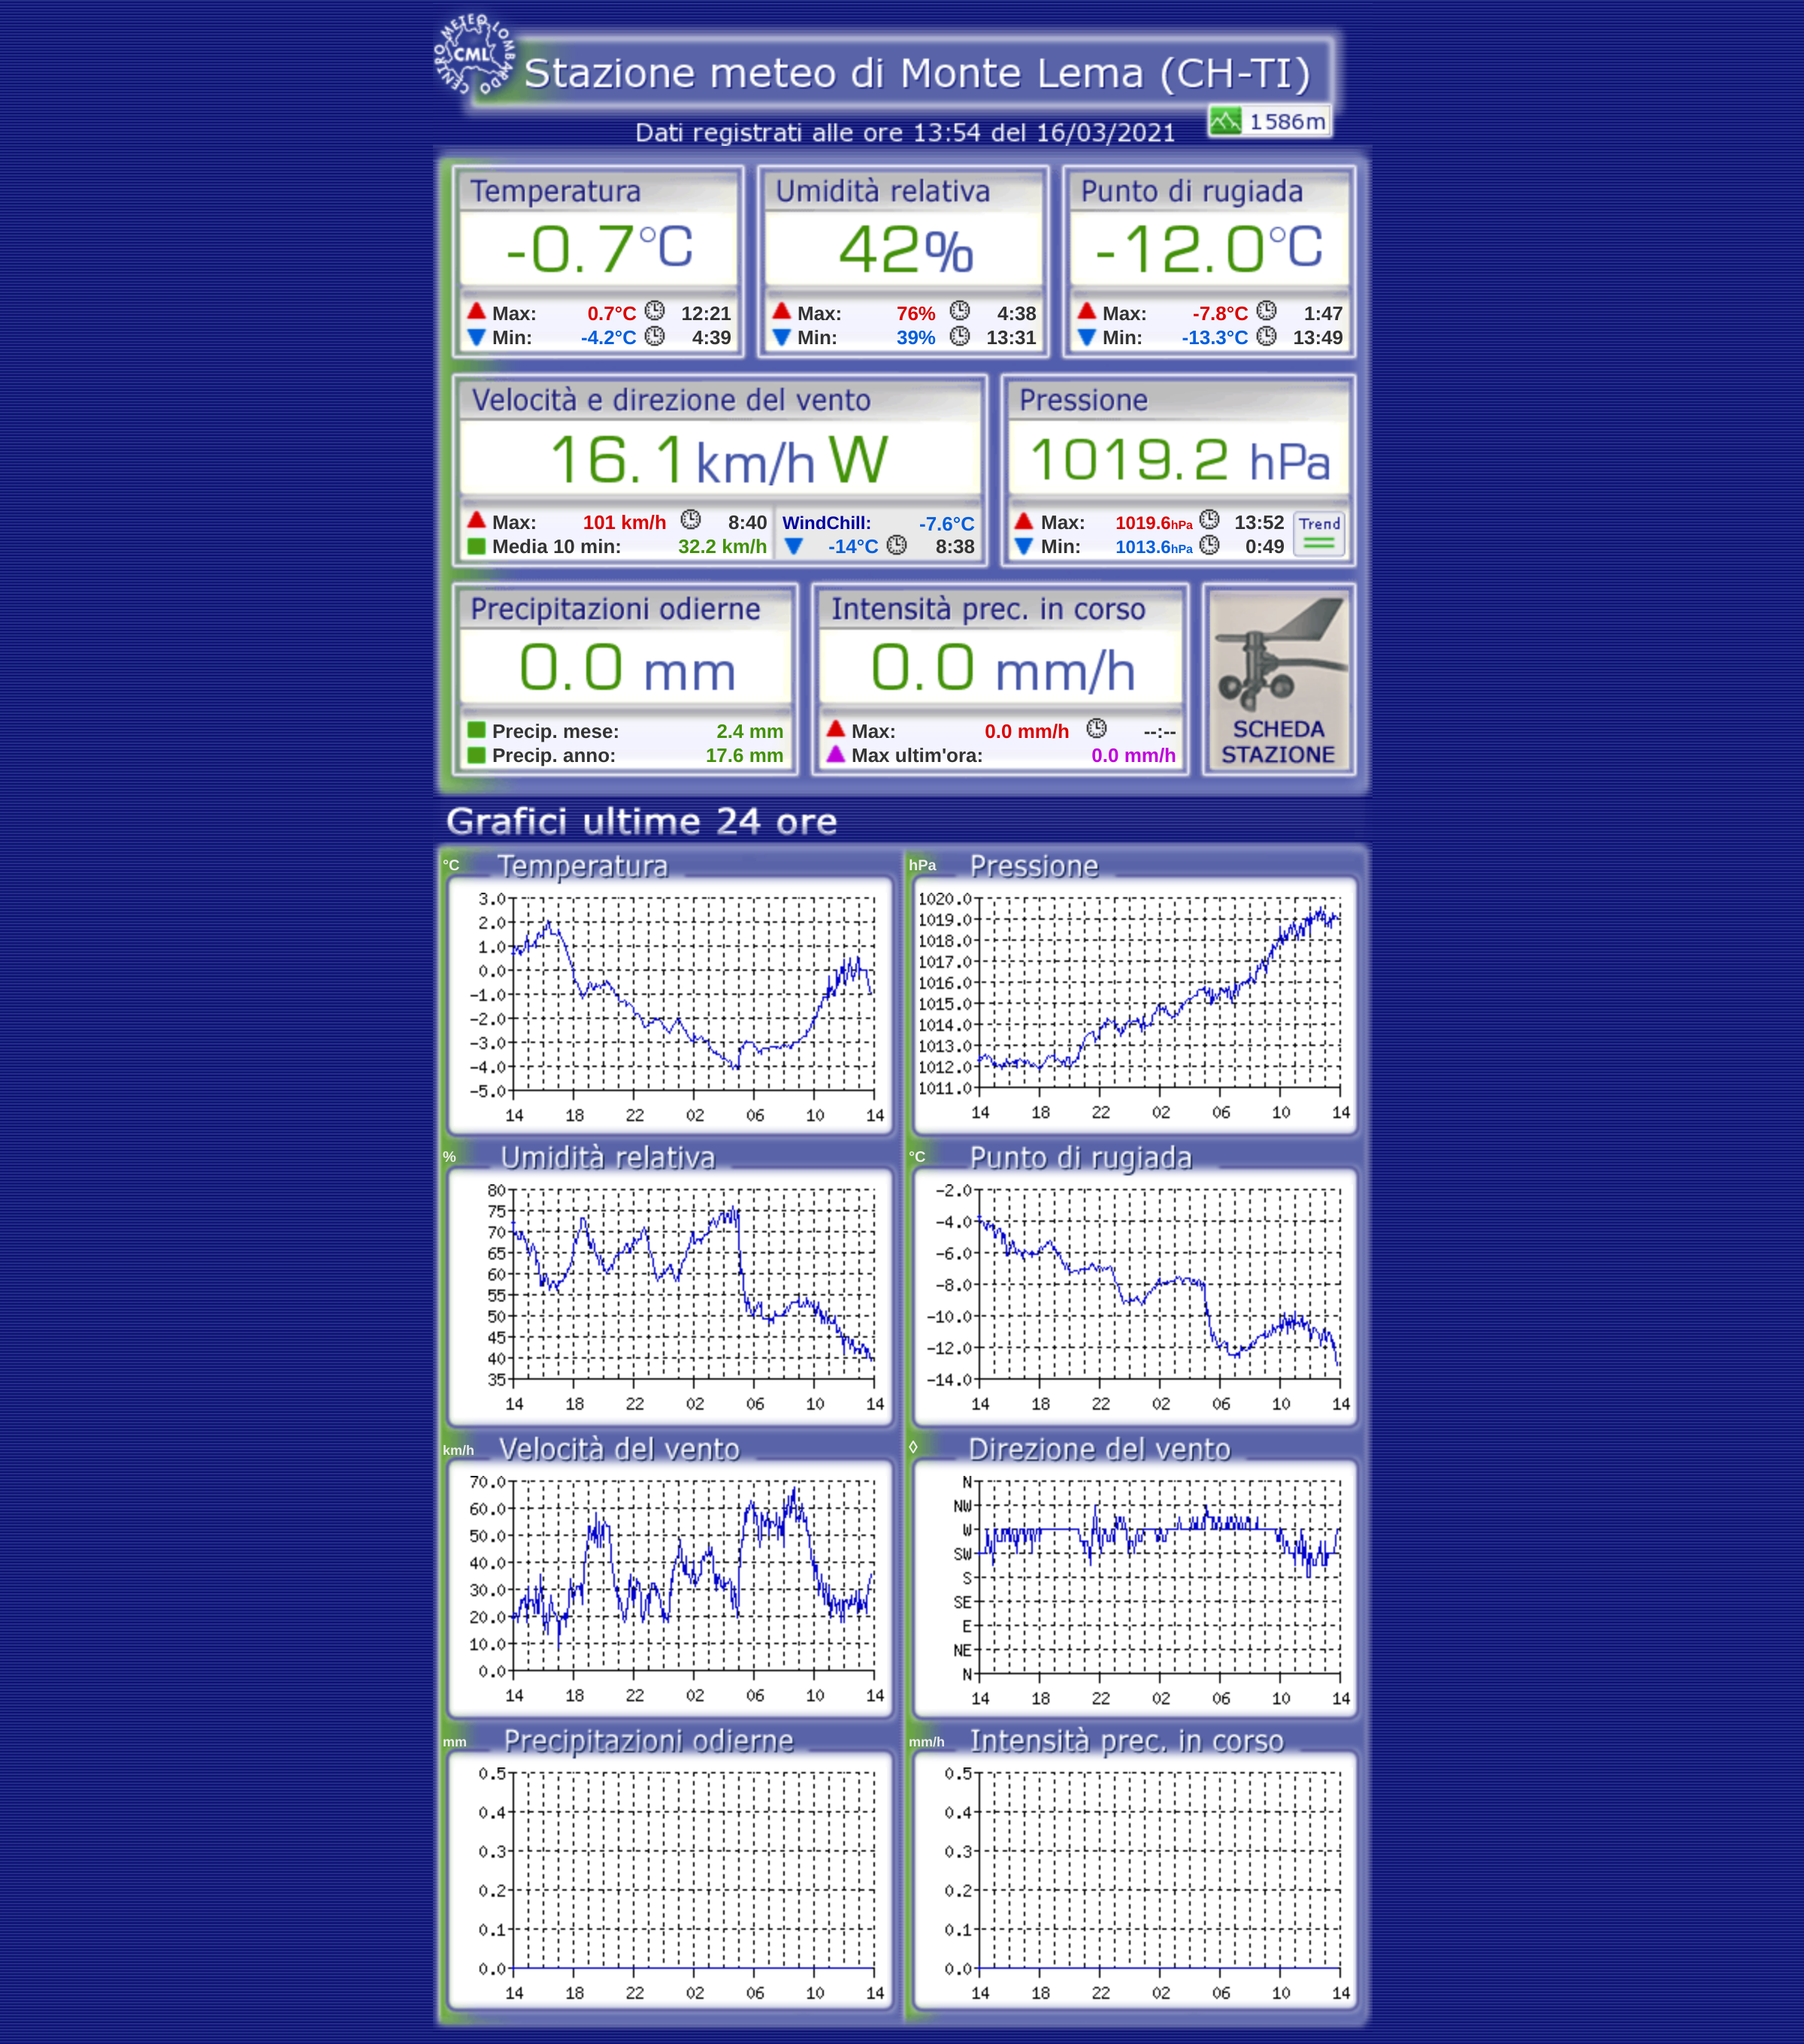 CENTRO METEO LOMBARDO
CML
Stazione meteo di Monte Lema (CH-TI)
1586m
Dati registrati alle ore 13:54 del 16/03/2021
Temperatura Umidità relativa Punto di rugiada
-0.7°C 42% -12.0°C
Max: 0.7°C 12:21 Max: 76% 4:38 Max: -7.8°C 1:47
Min: -4.2°C 4:39 Min: 39% 13:31 Min: -13.3°C 13:49
Velocità e direzione del vento Pressione
16.1 km/h W 1019.2 hPa
Max: 101 km/h 8:40 WindChill: -7.6°C Max: 1019.6hPa 13:52 Trend
Media 10 min: 32.2 km/h -14°C 8:38 Min: 1013.6hPa 0:49
Precipitazioni odierne Intensità prec. in corso
0.0 mm 0.0 mm/h
Precip. mese: 2.4 mm Max: 0.0 mm/h --:-- SCHEDA
Precip. anno: 17.6 mm Max ultim'ora: 0.0 mm/h STAZIONE
Grafici ultime 24 ore
°C Temperatura
3.0
2.0
1.0
0.0
-1.0
-2.0
-3.0
-4.0
-5.0
14 18 22 02 06 10 14
hPa Pressione
1020.0
1019.0
1018.0
1017.0
1016.0
1015.0
1014.0
1013.0
1012.0
1011.0
14 18 22 02 06 10 14
% Umidità relativa
80
75
70
65
60
55
50
45
40
35
14 18 22 02 06 10 14
°C Punto di rugiada
-2.0
-4.0
-6.0
-8.0
-10.0
-12.0
-14.0
14 18 22 02 06 10 14
km/h Velocità del vento
70.0
60.0
50.0
40.0
30.0
20.0
10.0
0.0
14 18 22 02 06 10 14
◊ Direzione del vento
N
NW
W
SW
S
SE
E
NE
N
14 18 22 02 06 10 14
mm Precipitazioni odierne
0.5
0.4
0.3
0.2
0.1
0.0
14 18 22 02 06 10 14
mm/h Intensità prec. in corso
0.5
0.4
0.3
0.2
0.1
0.0
14 18 22 02 06 10 14